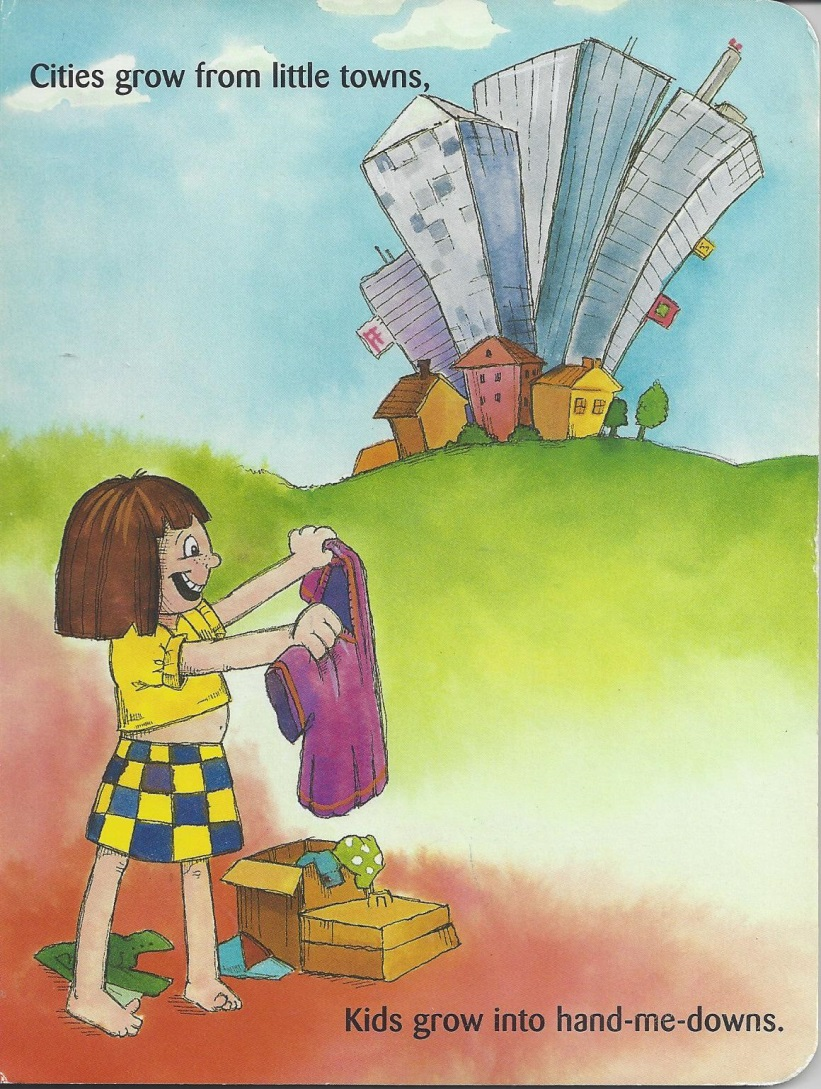 Cities grow from little towns,
Kids grow into hand-me-downs.